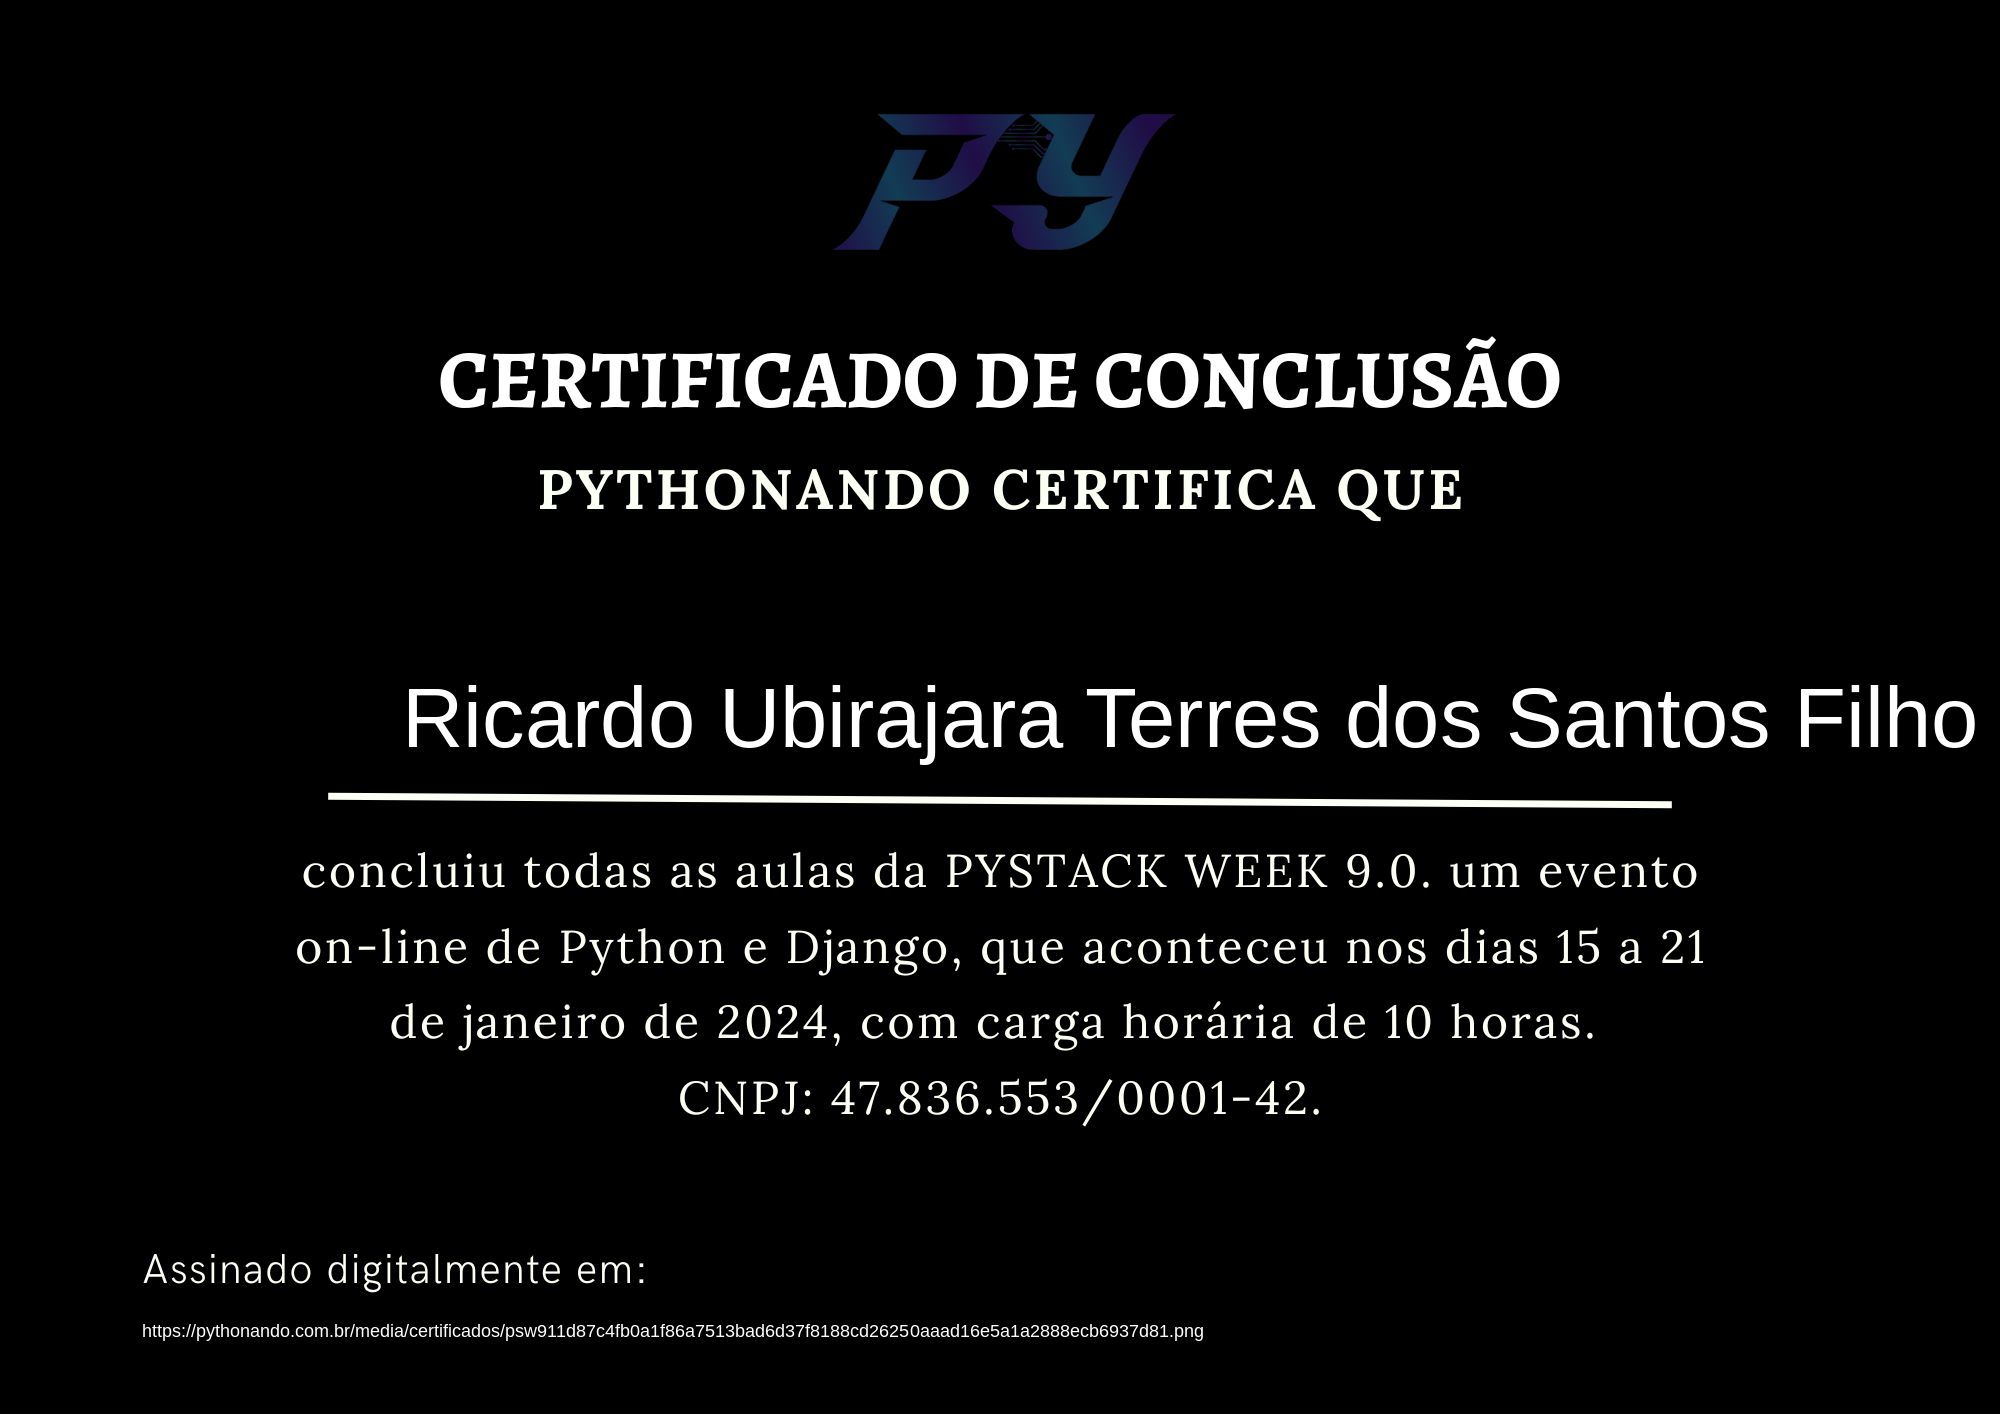 PY
CERTIFICADO DE CONCLUSÃO
PYTHONANDO CERTIFICA QUE
Ricardo Ubirajara Terres dos Santos Filho
concluiu todas as aulas da PYSTACK WEEK 9.0. um evento
on-line de Python e Django, que aconteceu nos dias 15 a 21
de janeiro de 2024, com carga horária de 10 horas.
CNPJ: 47.836.553/0001-42.
Assinado digitalmente em:
https://pythonando.com.br/media/certificados/psw911d87c4fb0a1f86a7513bad6d37f8188cd26250aaad16e5a1a2888ecb6937d81.png